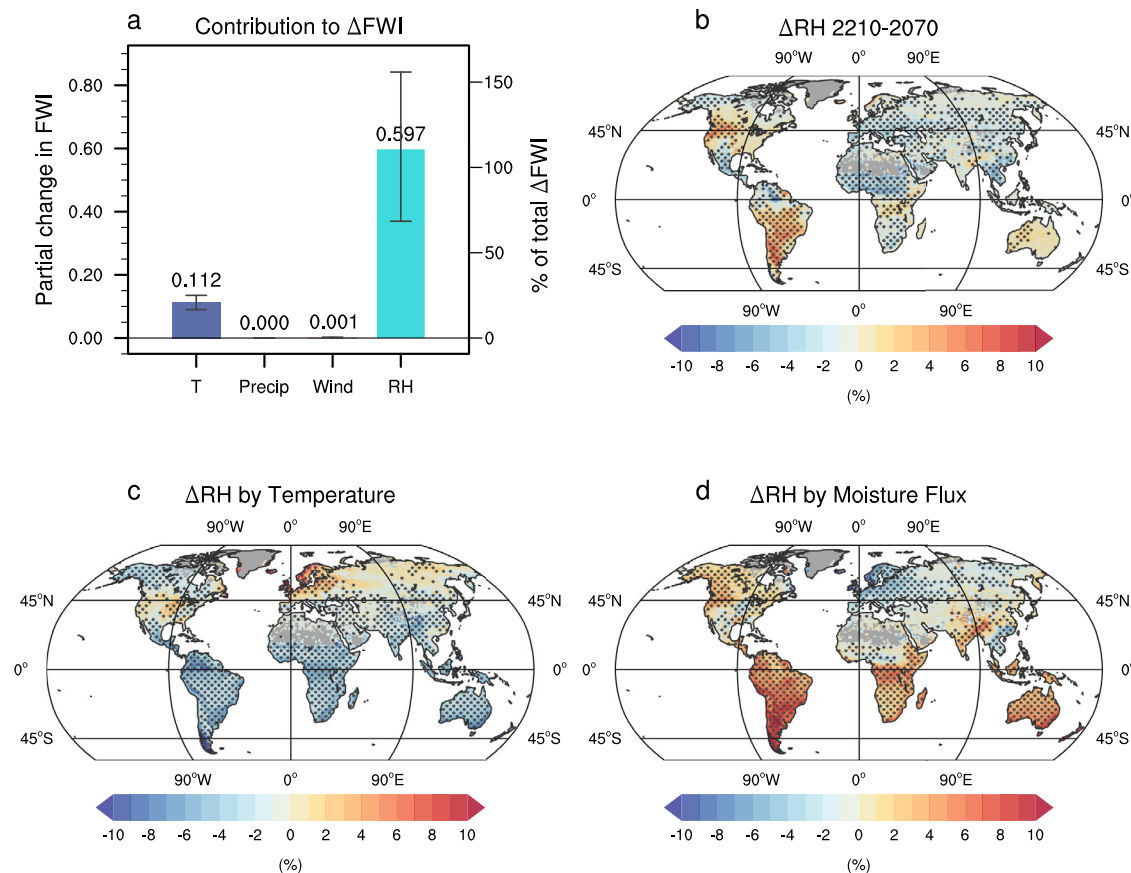 a
Contribution to ΔFWI
Partial change in FWI
0.80
0.60
0.40
0.20
0.00
0.112
0.000
0.001
0.597
150
100
50
0
% of total ΔFWI
T
Precip
Wind
RH
b
ΔRH 2210-2070
90°W
0°
90°E
45°N
45°N
0°
0°
45°S
45°S
90°W
0°
90°E
-10
-8
-6
-4
-2
0
2
4
6
8
10
(%)
c
ΔRH by Temperature
90°W
0°
90°E
45°N
45°N
0°
0°
45°S
45°S
90°W
0°
90°E
-10
-8
-6
-4
-2
0
2
4
6
8
10
(%)
d
ΔRH by Moisture Flux
90°W
0°
90°E
45°N
45°N
0°
0°
45°S
45°S
90°W
0°
90°E
-10
-8
-6
-4
-2
0
2
4
6
8
10
(%)